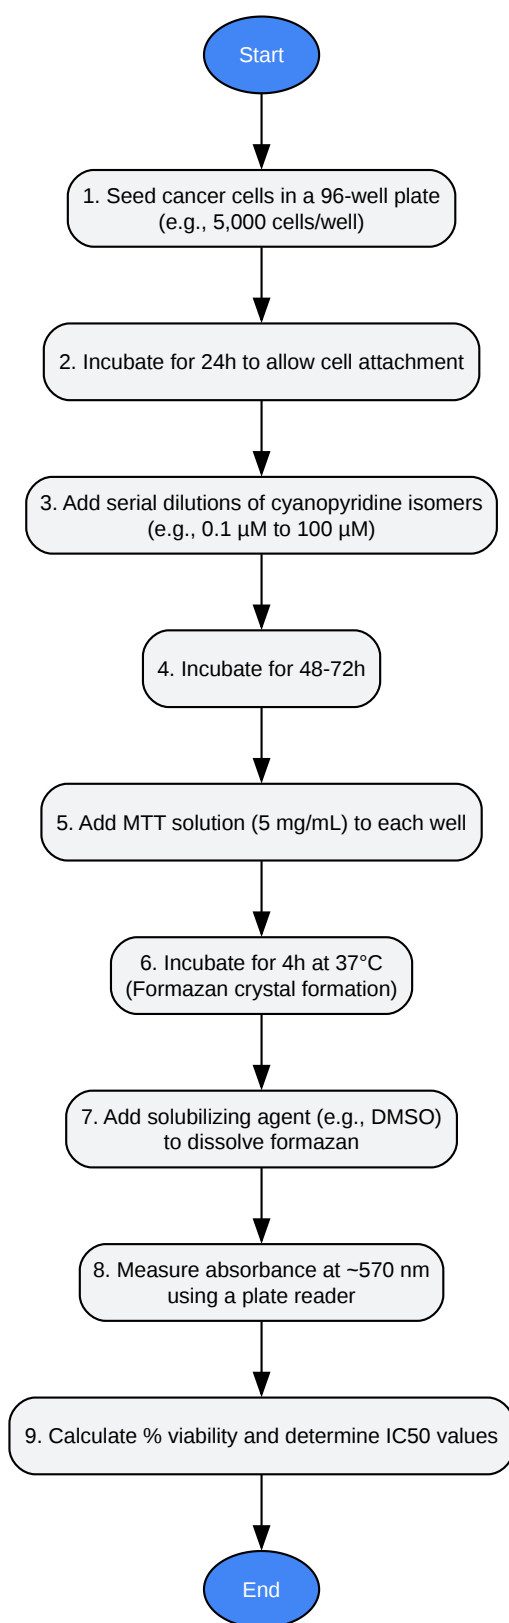 Start
1. Seed cancer cells in a 96-well plate
(e.g., 5,000 cells/well)
2. Incubate for 24h to allow cell attachment
3. Add serial dilutions of cyanopyridine isomers
(e.g., 0.1 µM to 100 µM)
4. Incubate for 48-72h
5. Add MTT solution (5 mg/mL) to each well
6. Incubate for 4h at 37°C
(Formazan crystal formation)
7. Add solubilizing agent (e.g., DMSO)
to dissolve formazan
8. Measure absorbance at ~570 nm
using a plate reader
9. Calculate % viability and determine IC50 values
End